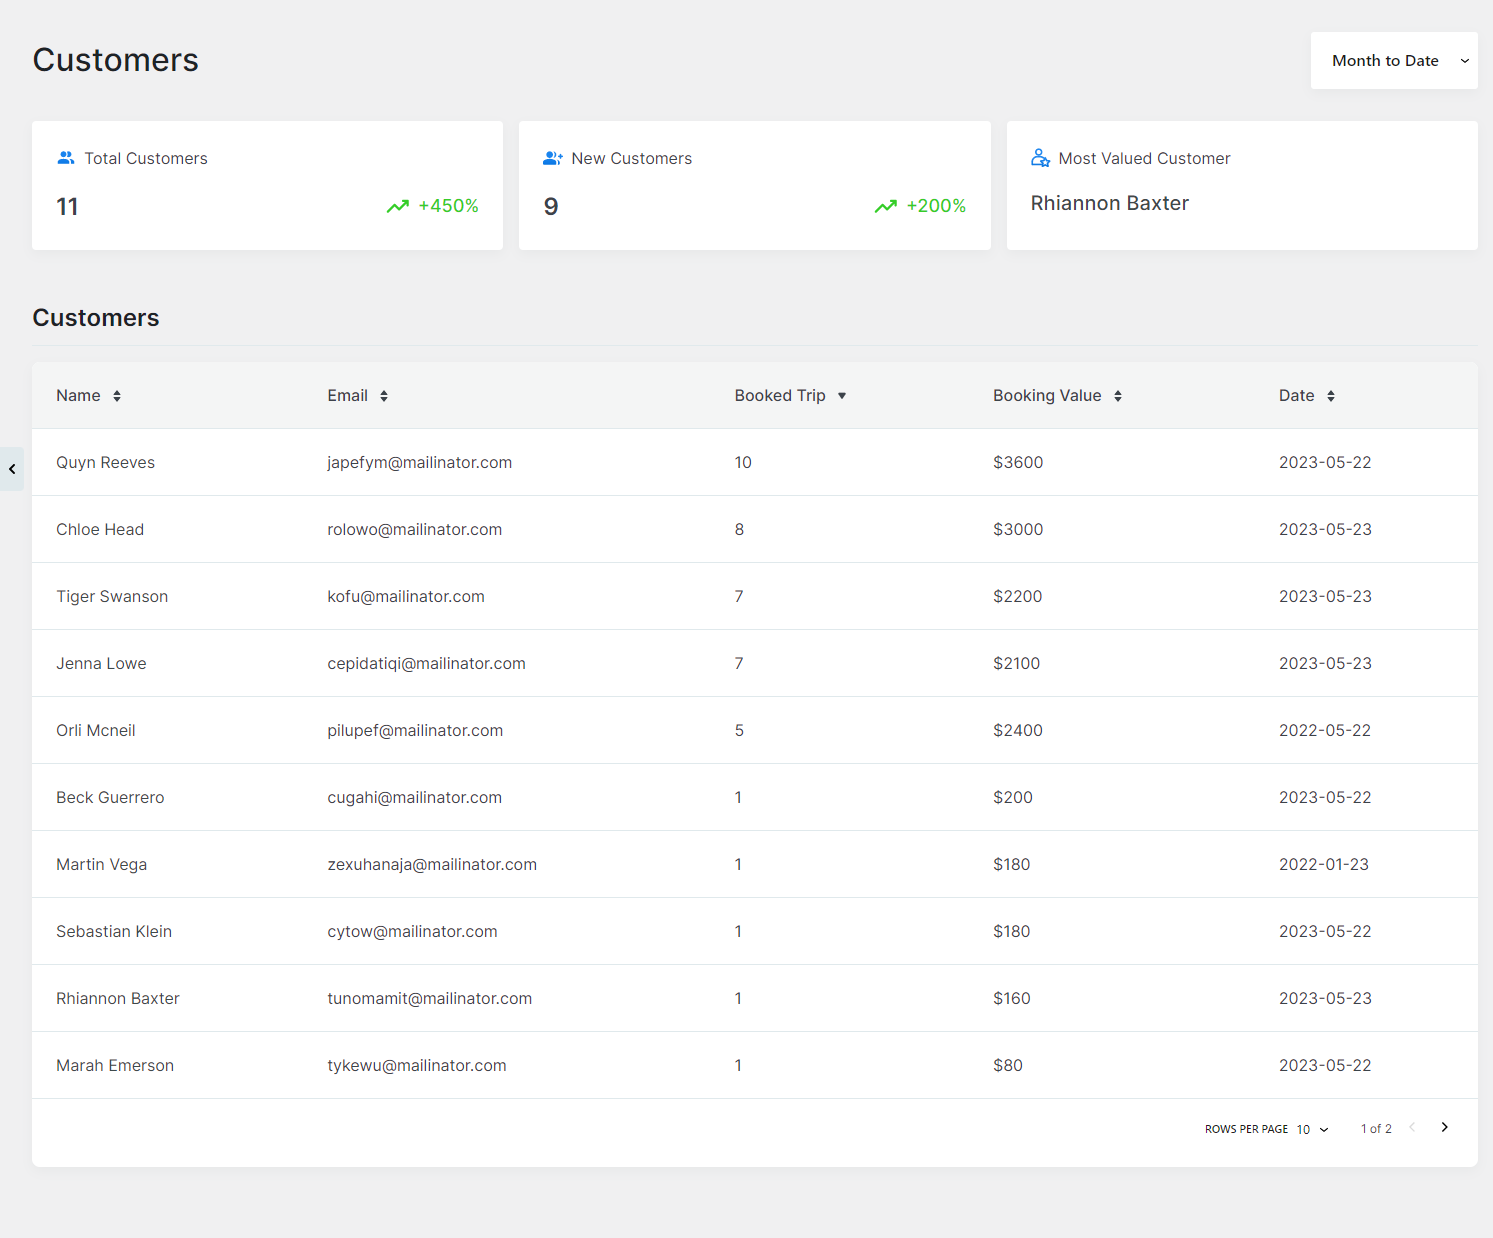 Customers
Month to Date
Total Customers
11 +450%
New Customers
9 +200%
Most Valued Customer
Rhiannon Baxter
Customers
Name Email Booked Trip Booking Value Date
Quyn Reeves japefym@mailinator.com 10 $3600 2023-05-22
Chloe Head rolowo@mailinator.com 8 $3000 2023-05-23
Tiger Swanson kofu@mailinator.com 7 $2200 2023-05-23
Jenna Lowe cepidatiqi@mailinator.com 7 $2100 2023-05-23
Orli Mcneil pilupef@mailinator.com 5 $2400 2022-05-22
Beck Guerrero cugahi@mailinator.com 1 $200 2023-05-22
Martin Vega zexuhanaja@mailinator.com 1 $180 2022-01-23
Sebastian Klein cytow@mailinator.com 1 $180 2023-05-22
Rhiannon Baxter tunomamit@mailinator.com 1 $160 2023-05-23
Marah Emerson tykewu@mailinator.com 1 $80 2023-05-22
ROWS PER PAGE 10 1 of 2